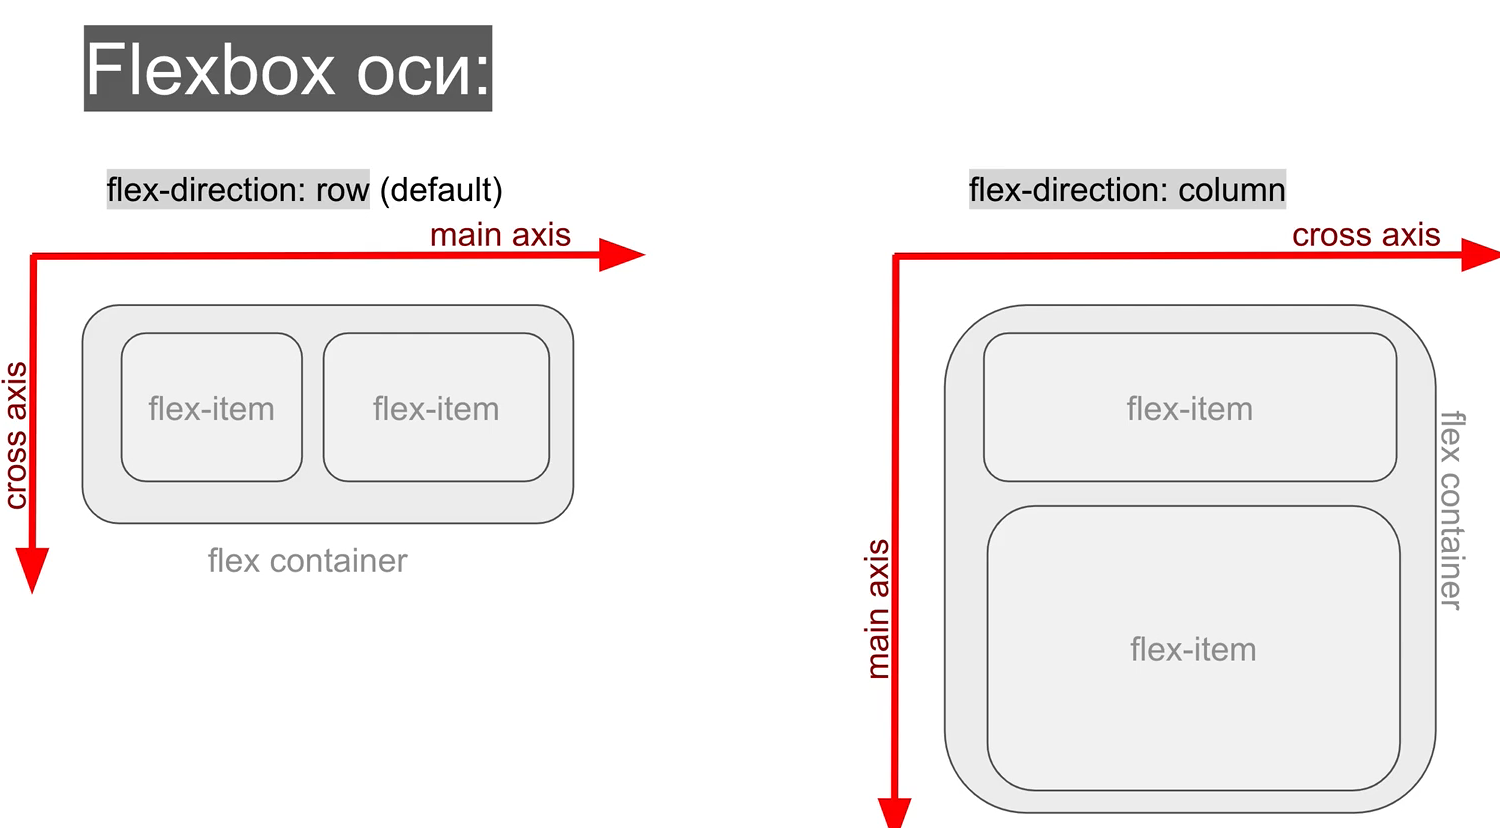 Flexbox оси:
flex-direction: row (default)
main axis
cross axis
flex-item
flex-item
flex container
flex-direction: column
cross axis
main axis
flex-item
flex-item
flex container